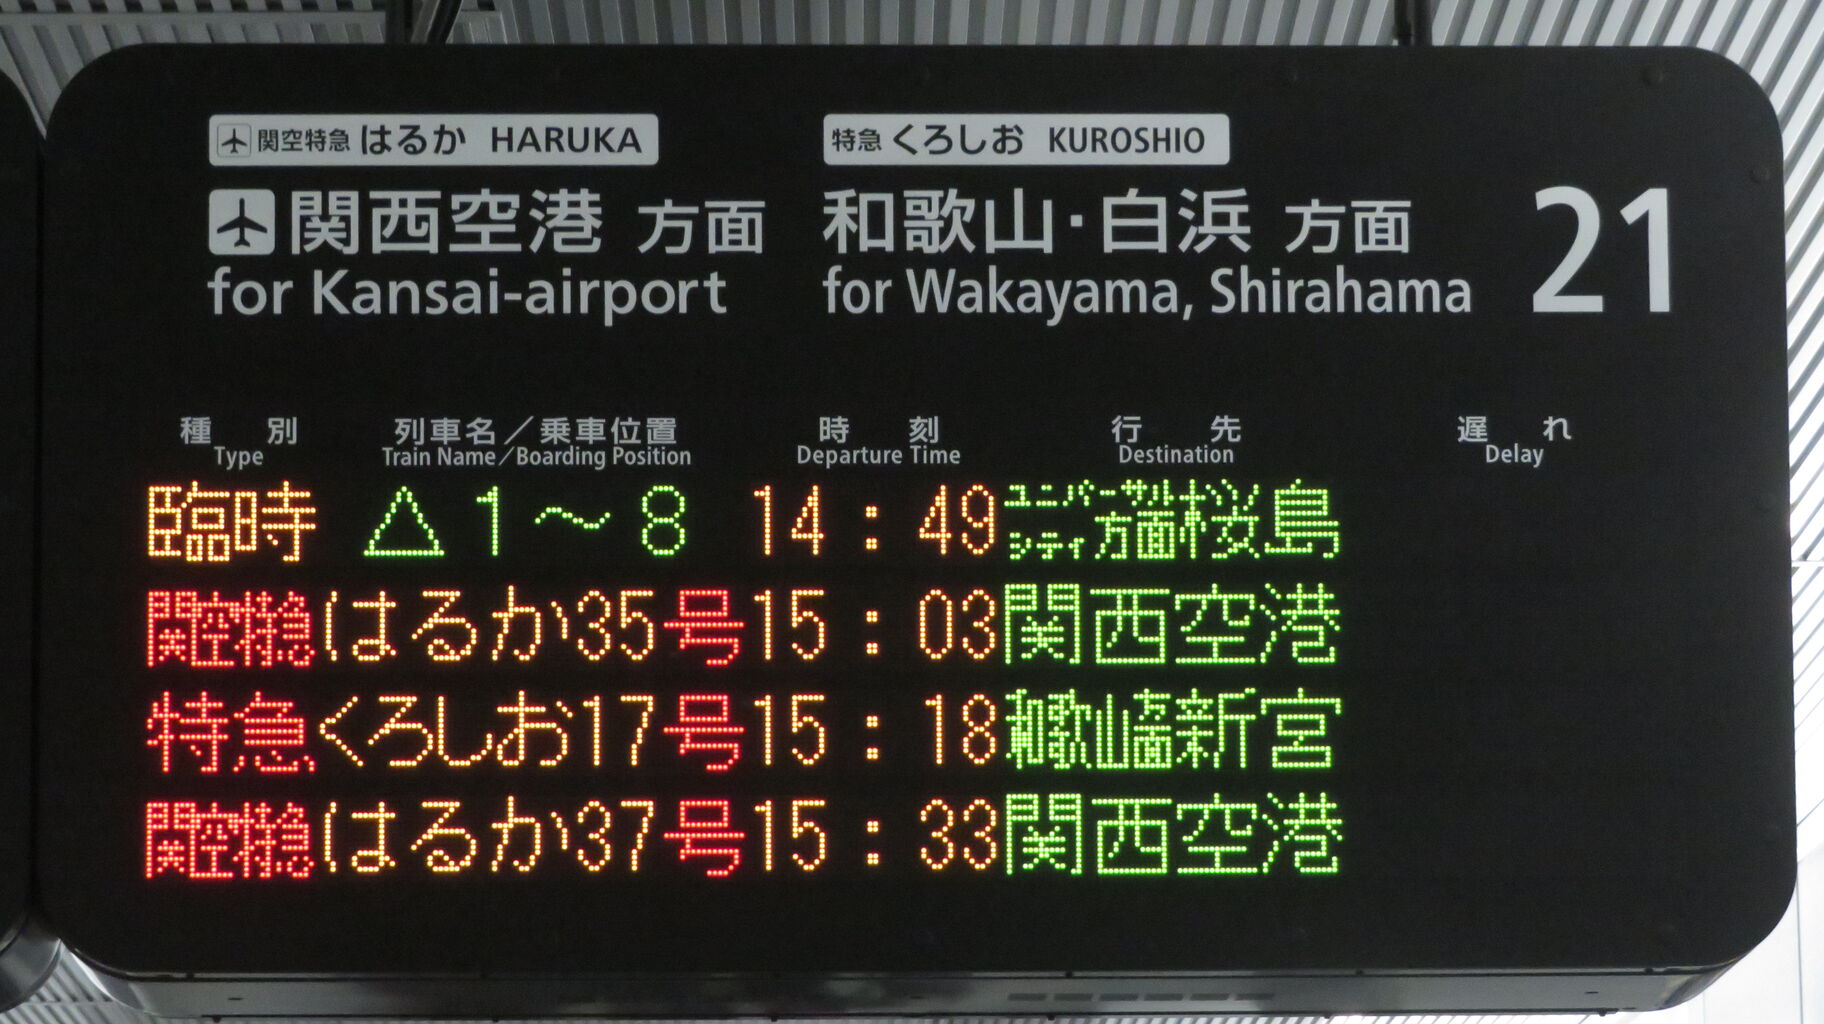 関空特急 はるか HARUKA 特急 くろしお KUROSHIO
関西空港 方面 和歌山・白浜 方面 21
for Kansai-airport for Wakayama, Shirahama
種別 列車名／乗車位置 時刻 行先 遅れ
Type Train Name／Boarding Position Departure Time Destination Delay
臨時 △1～8 14:49 ユニバーサルシティ方面桜島
関空特急 はるか35号 15:03 関西空港
特急 くろしお17号 15:18 和歌山方面新宮
関空特急 はるか37号 15:33 関西空港